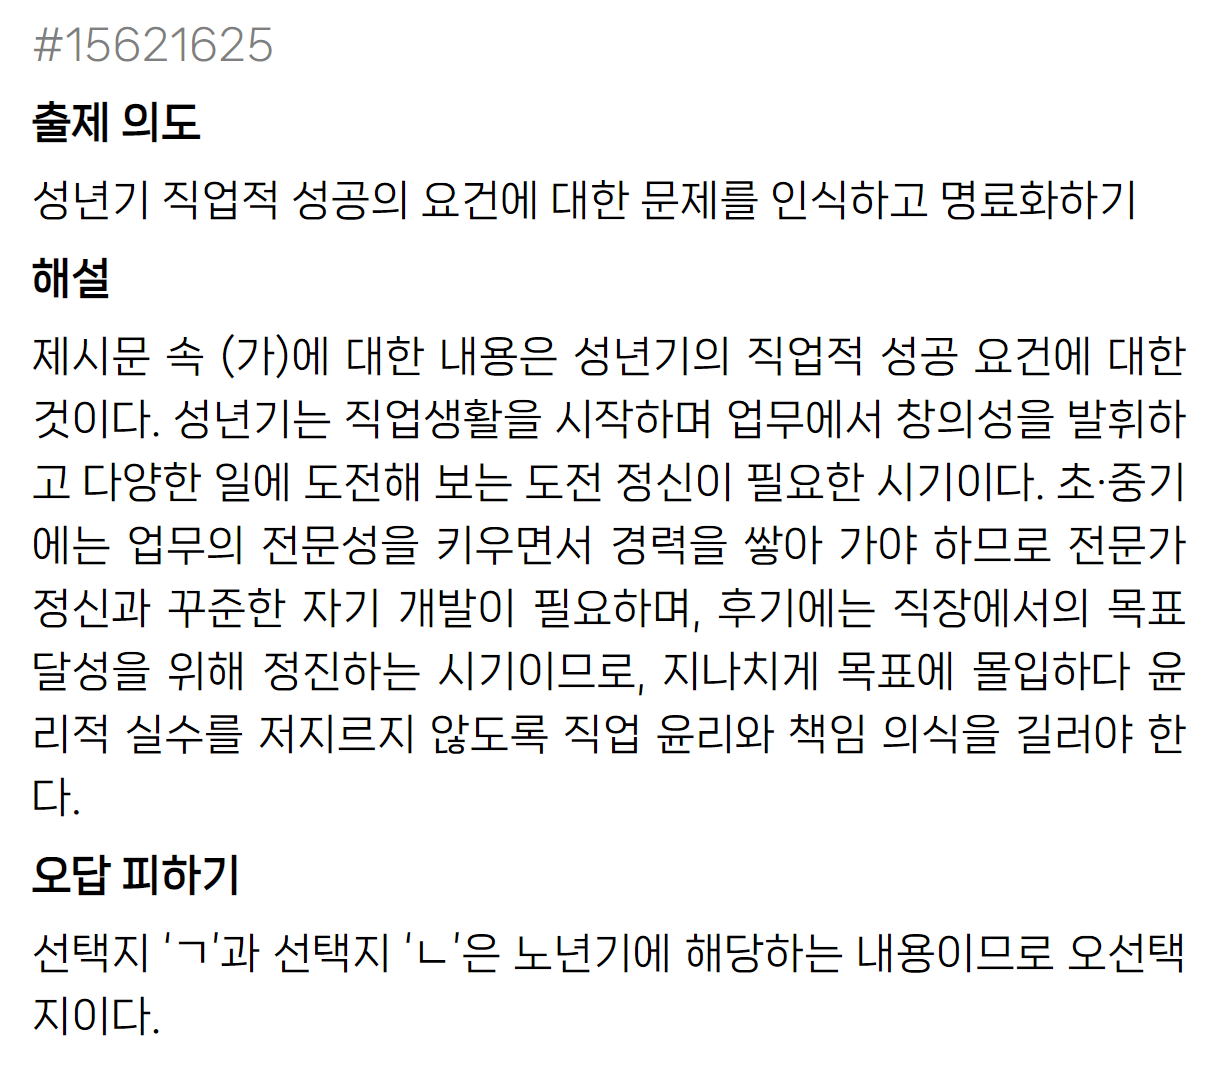 #15621625
출제 의도
성년기 직업적 성공의 요건에 대한 문제를 인식하고 명료화하기
해설
제시문 속 (가)에 대한 내용은 성년기의 직업적 성공 요건에 대한
것이다. 성년기는 직업생활을 시작하며 업무에서 창의성을 발휘하
고 다양한 일에 도전해 보는 도전 정신이 필요한 시기이다. 초·중기
에는 업무의 전문성을 키우면서 경력을 쌓아 가야 하므로 전문가
정신과 꾸준한 자기 개발이 필요하며, 후기에는 직장에서의 목표
달성을 위해 정진하는 시기이므로, 지나치게 목표에 몰입하다 윤
리적 실수를 저지르지 않도록 직업 윤리와 책임 의식을 길러야 한
다.
오답 피하기
선택지 'ㄱ'과 선택지 'ㄴ'은 노년기에 해당하는 내용이므로 오선택
지이다.